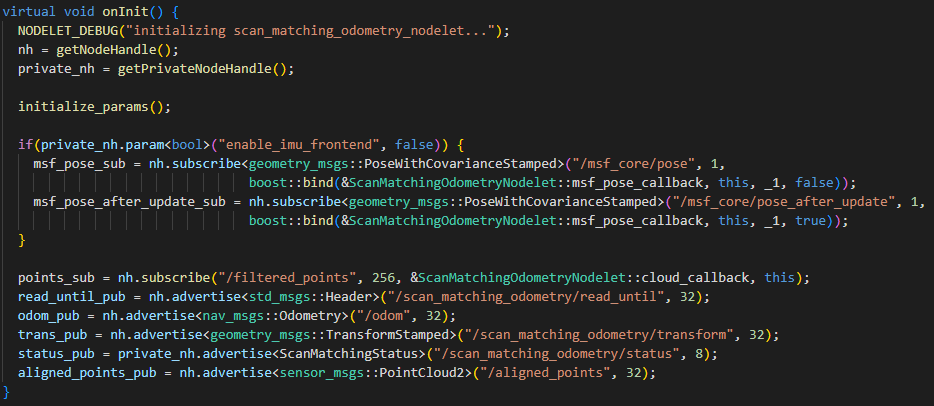 virtual void onInit() {
  NODELET_DEBUG("initializing scan_matching_odometry_nodelet...");
  nh = getNodeHandle();
  private_nh = getPrivateNodeHandle();

  initialize_params();

  if(private_nh.param<bool>("enable_imu_frontend", false)) {
    msf_pose_sub = nh.subscribe<geometry_msgs::PoseWithCovarianceStamped>("/msf_core/pose", 1,
                                boost::bind(&ScanMatchingOdometryNodelet::msf_pose_callback, this, _1, false));
    msf_pose_after_update_sub = nh.subscribe<geometry_msgs::PoseWithCovarianceStamped>("/msf_core/pose_after_update", 1,
                                boost::bind(&ScanMatchingOdometryNodelet::msf_pose_callback, this, _1, true));
  }

  points_sub = nh.subscribe("/filtered_points", 256, &ScanMatchingOdometryNodelet::cloud_callback, this);
  read_until_pub = nh.advertise<std_msgs::Header>("/scan_matching_odometry/read_until", 32);
  odom_pub = nh.advertise<nav_msgs::Odometry>("/odom", 32);
  trans_pub = nh.advertise<geometry_msgs::TransformStamped>("/scan_matching_odometry/transform", 32);
  status_pub = private_nh.advertise<ScanMatchingStatus>("/scan_matching_odometry/status", 8);
  aligned_points_pub = nh.advertise<sensor_msgs::PointCloud2>("/aligned_points", 32);
}